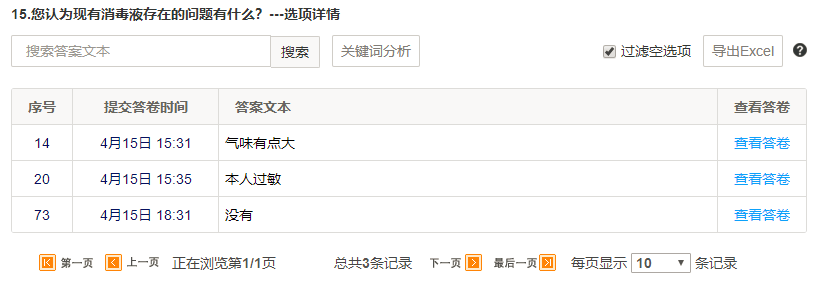 15.您认为现有消毒液存在的问题有什么？---选项详情
搜索答案文本 搜索 关键词分析 过滤空选项 导出Excel ?
序号 提交答卷时间 答案文本 查看答卷
14 4月15日 15:31 气味有点大 查看答卷
20 4月15日 15:35 本人过敏 查看答卷
73 4月15日 18:31 没有 查看答卷
第一页 上一页 正在浏览第1/1页 总共3条记录 下一页 最后一页 每页显示 10 条记录